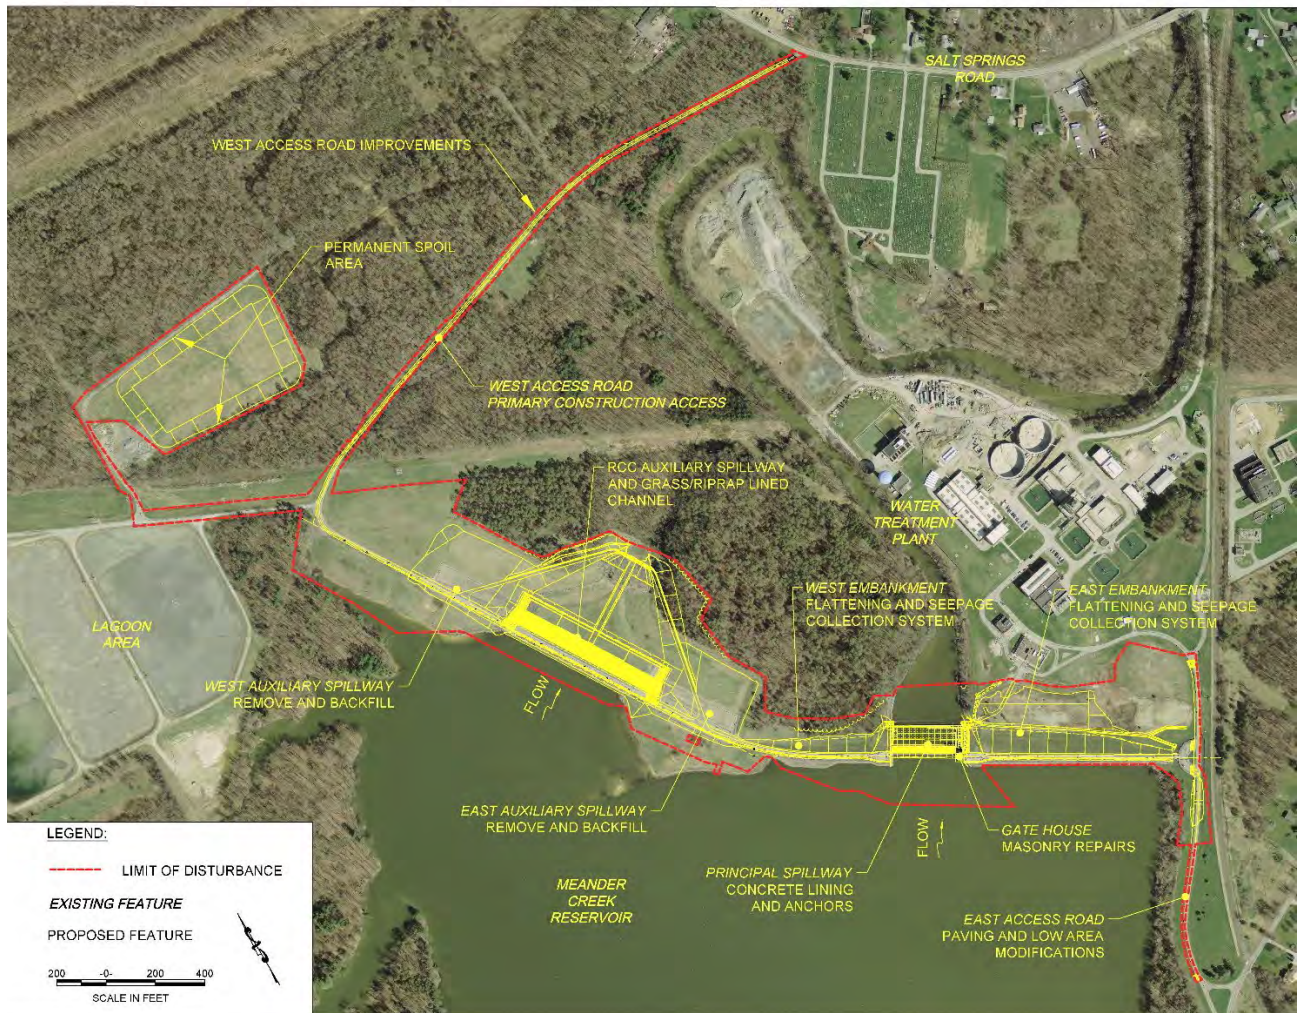 SALT SPRINGS
ROAD
WEST ACCESS ROAD IMPROVEMENTS
PERMANENT SPOIL
AREA
WEST ACCESS ROAD
PRIMARY CONSTRUCTION ACCESS
RCC AUXILIARY SPILLWAY
AND GRASS/RIPRAP LINED
CHANNEL
WATER
TREATMENT
PLANT
WEST EMBANKMENT
FLATTENING AND SEEPAGE
COLLECTION SYSTEM
EAST EMBANKMENT
FLATTENING AND SEEPAGE
COLLECTION SYSTEM
LAGOON
AREA
WEST AUXILIARY SPILLWAY
REMOVE AND BACKFILL
FLOW
EAST AUXILIARY SPILLWAY
REMOVE AND BACKFILL
FLOW
GATE HOUSE
MASONRY REPAIRS
PRINCIPAL SPILLWAY
CONCRETE LINING
AND ANCHORS
MEANDER
CREEK
RESERVOIR
EAST ACCESS ROAD
PAVING AND LOW AREA
MODIFICATIONS
LEGEND:
LIMIT OF DISTURBANCE
EXISTING FEATURE
PROPOSED FEATURE
200 -0- 200 400
SCALE IN FEET